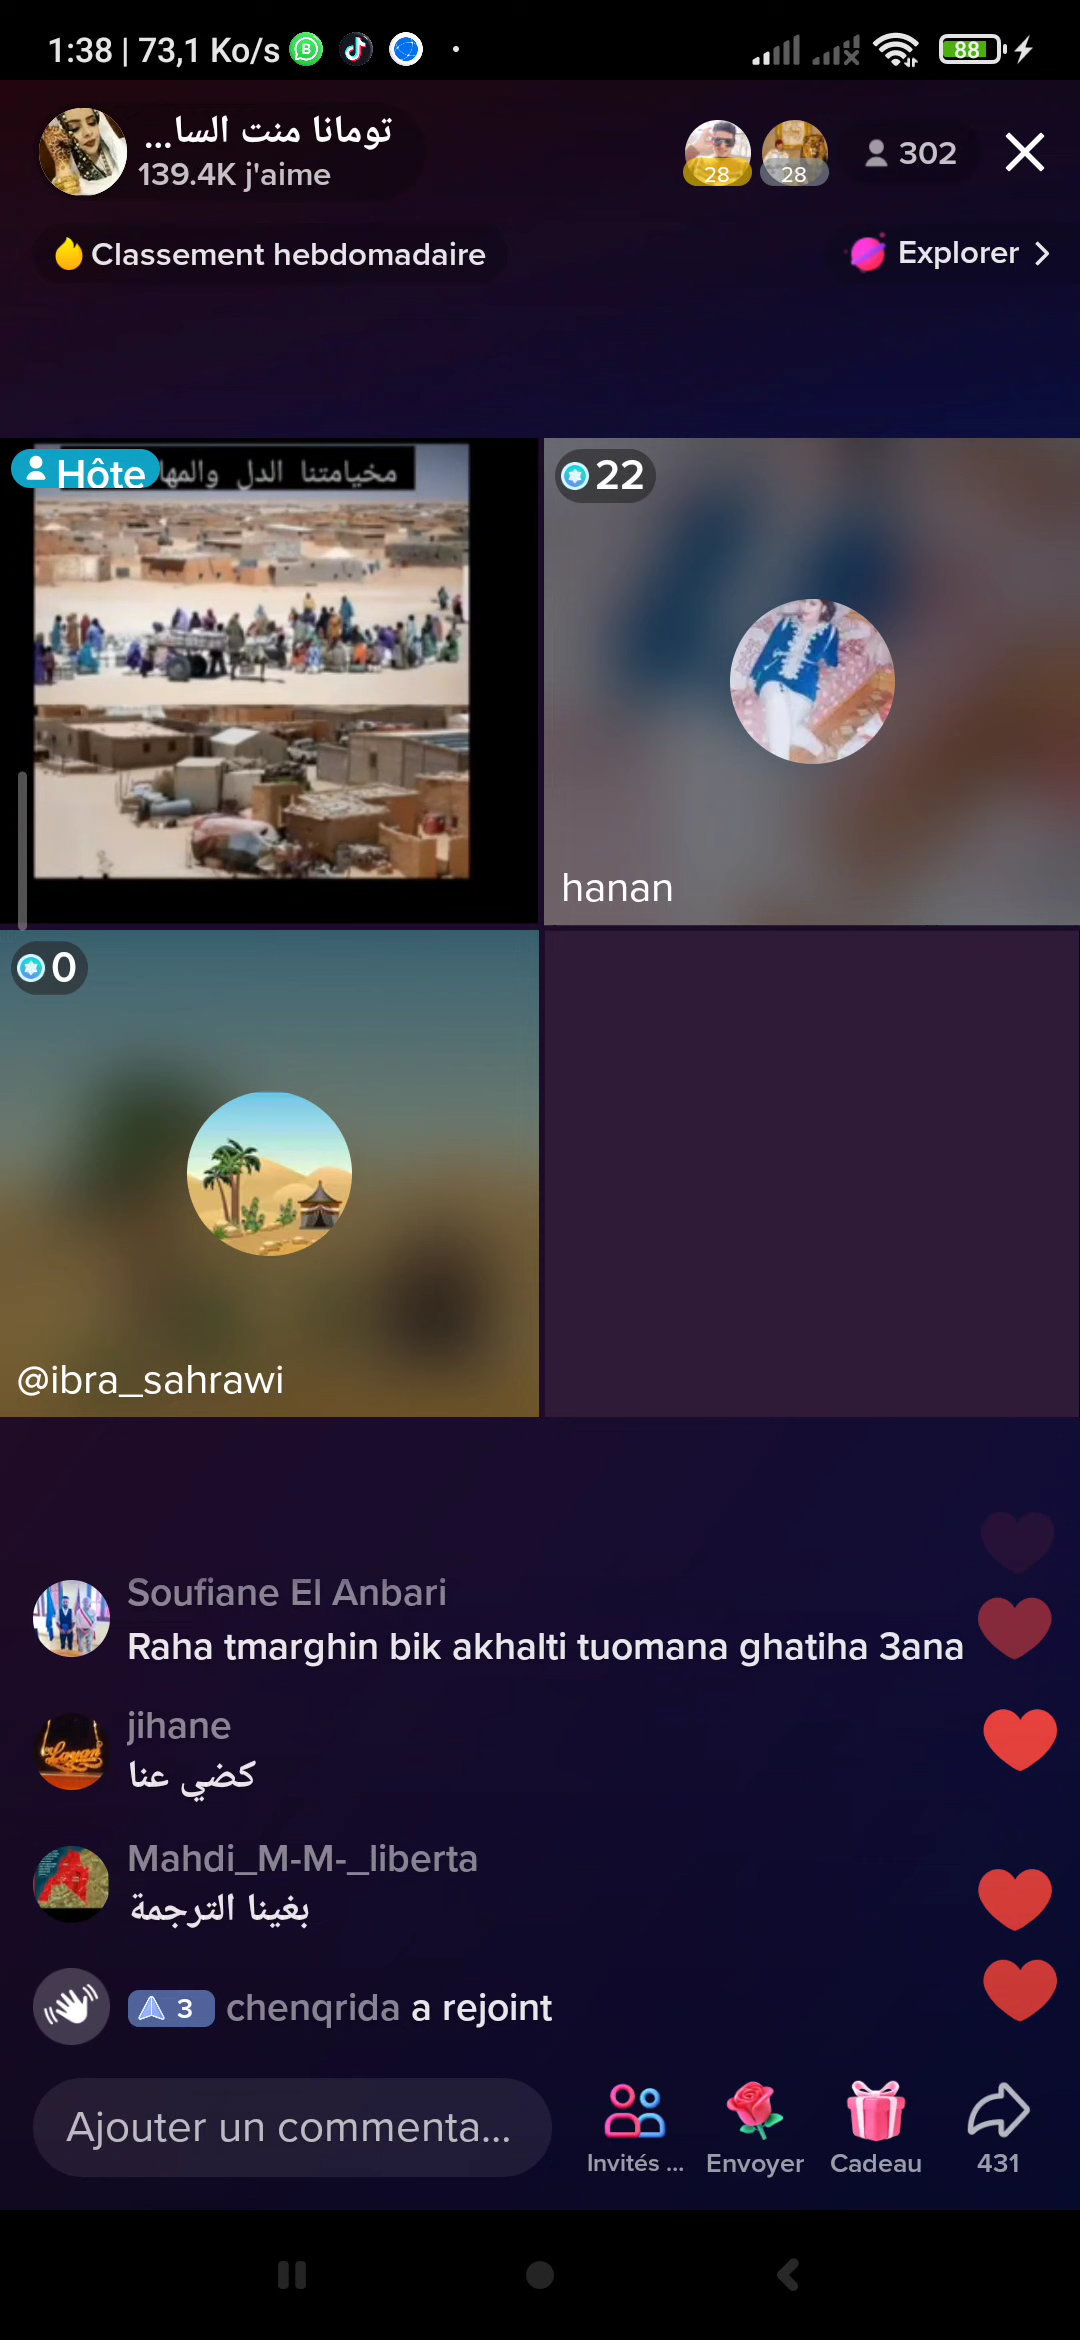 1:38 | 73,1 Ko/s
88
تومانا منت السا...
139.4K j'aime
28
28
302
Classement hebdomadaire
Explorer
Hôte
مخيامتنا الدل والمها
22
hanan
0
@ibra_sahrawi
Soufiane El Anbari
Raha tmarghin bik akhalti tuomana ghatiha 3ana
jihane
كضي عنا
Mahdi_M-M-_liberta
بغينا الترجمة
3 chenqrida a rejoint
Ajouter un commenta...
Invités ...
Envoyer
Cadeau
431